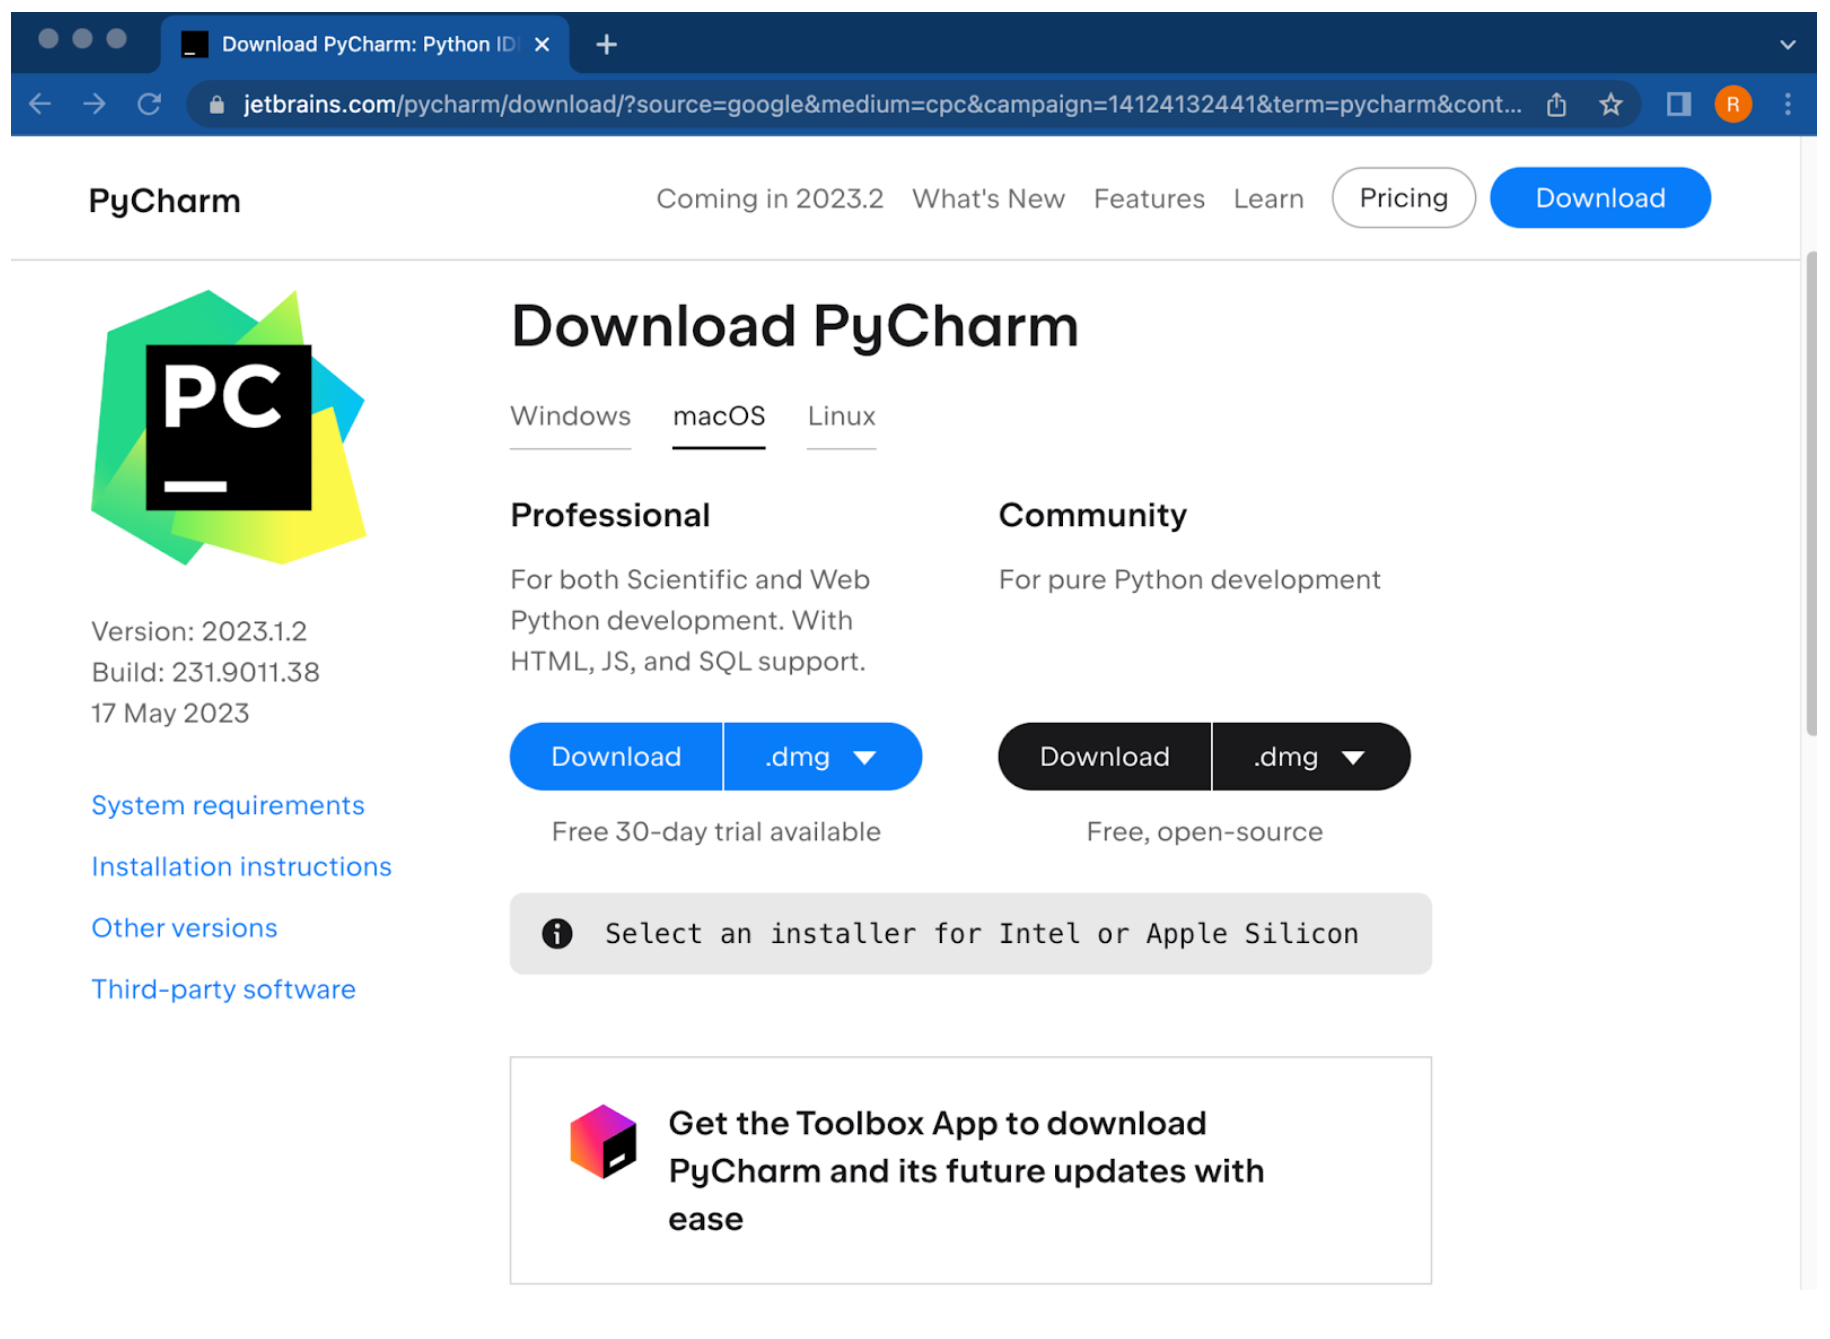 Download PyCharm: Python ID
jetbrains.com/pycharm/download/?source=google&medium=cpc&campaign=14124132441&term=pycharm&cont...
R
PyCharm
Coming in 2023.2 What's New Features Learn Pricing Download
PC
Version: 2023.1.2
Build: 231.9011.38
17 May 2023
System requirements
Installation instructions
Other versions
Third-party software
Download PyCharm
Windows macOS Linux
Professional
For both Scientific and Web
Python development. With
HTML, JS, and SQL support.
Download .dmg
Free 30-day trial available
Community
For pure Python development
Download .dmg
Free, open-source
Select an installer for Intel or Apple Silicon
Get the Toolbox App to download
PyCharm and its future updates with
ease